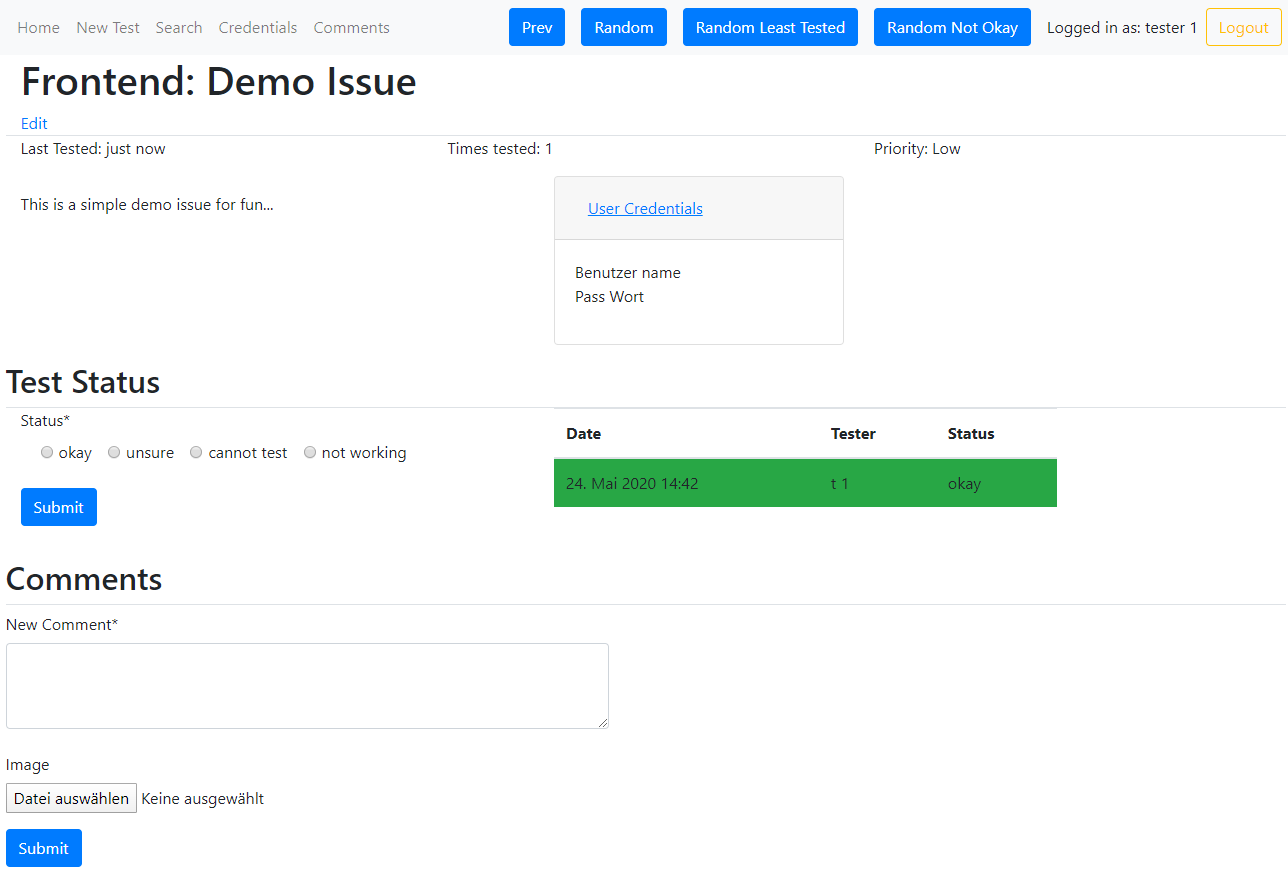 Home New Test Search Credentials Comments Prev Random Random Least Tested Random Not Okay Logged in as: tester 1 Logout
Frontend: Demo Issue
Edit
Last Tested: just now Times tested: 1 Priority: Low
This is a simple demo issue for fun... User Credentials
Benutzer name
Pass Wort
Test Status
Status* Date Tester Status
okay unsure cannot test not working
24. Mai 2020 14:42 t 1 okay
Submit
Comments
New Comment*
Image
Datei auswählen Keine ausgewählt
Submit